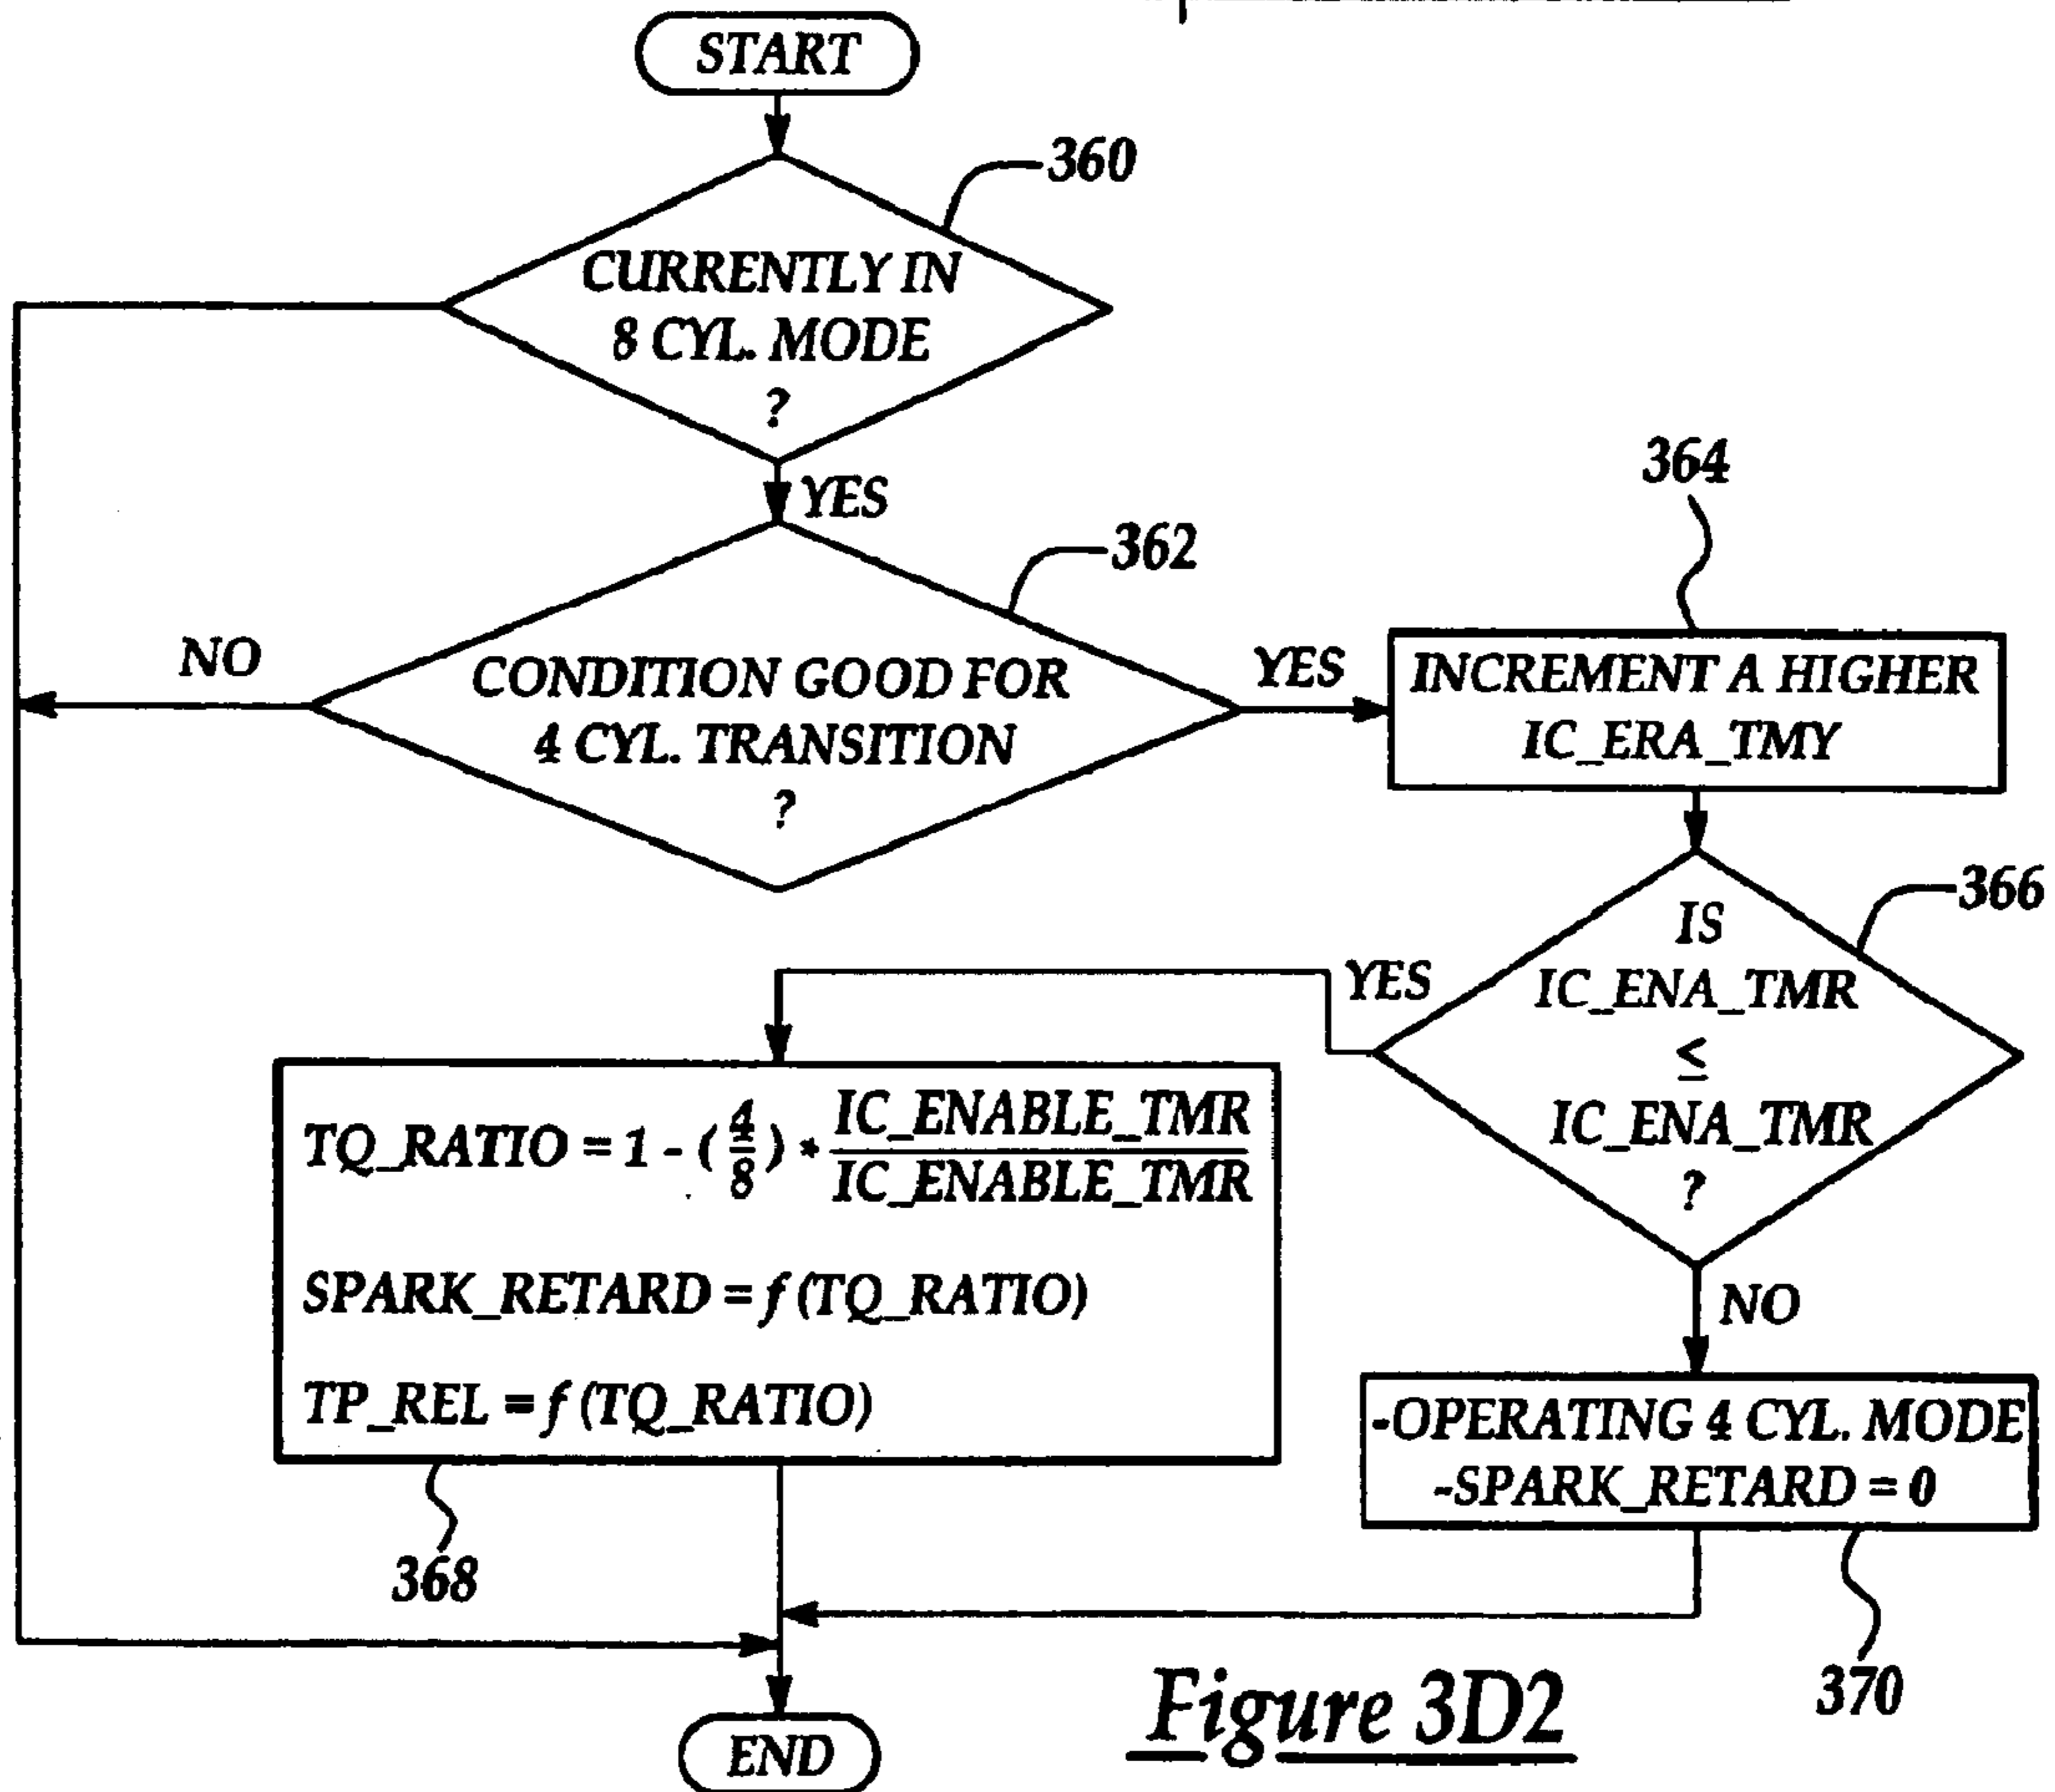 START
360
CURRENTLY IN
8 CYL. MODE
?
YES
362
364
NO
CONDITION GOOD FOR
4 CYL. TRANSITION
?
YES
INCREMENT A HIGHER
IC_ERA_TMY
366
IS
IC_ENA_TMR
≤
IC_ENA_TMR
?
YES
TQ_RATIO = 1 - (4/8) * IC_ENABLE_TMR / IC_ENABLE_TMR
SPARK_RETARD = f (TQ_RATIO)
TP_REL = f (TQ_RATIO)
NO
-OPERATING 4 CYL. MODE
-SPARK_RETARD = 0
368
370
END
Figure 3D2